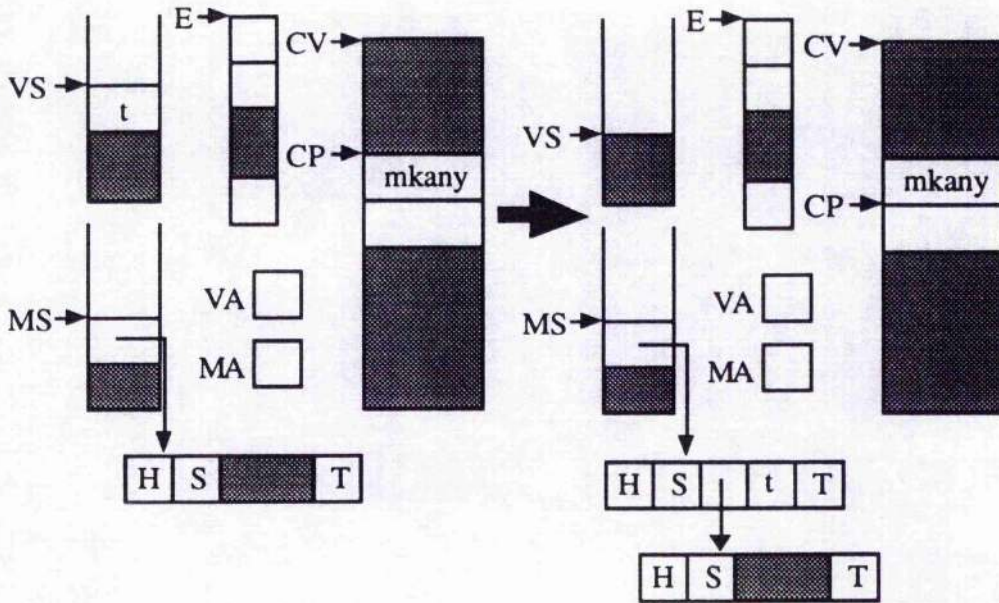 E
CV
VS
t
CP
mkany
MS
VA
MA
H S T
E
CV
VS
mkany
CP
VA
MS
MA
H S t T
H S T